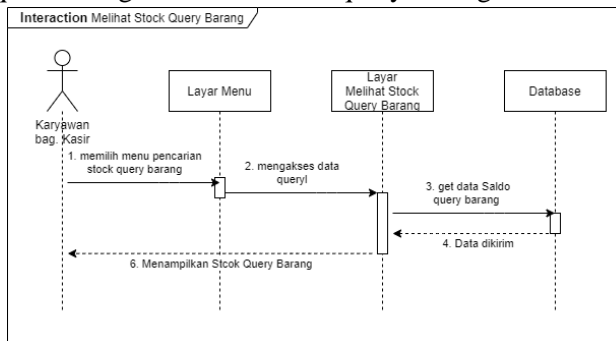 Interaction Melihat Stock Query Barang
Layar Menu
Layar
Melihat Stock
Query Barang
Database
Karyawan
bag. Kasir
1. memilih menu pencarian
stock query barang
2. mengakses data
queryl
3. get data Saldo
query barang
4. Data dikirim
6. Menampilkan Stcok Query Barang